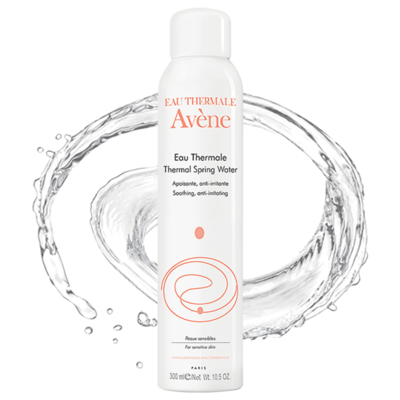 EAU THERMALE
Avène
Eau Thermale
Thermal Spring Water
Apaisante, anti-irritante
Soothing, anti-irritating
Peaux sensibles
For sensitive skin
PARIS
300 ml e/Net. Wt. 10.5 OZ.